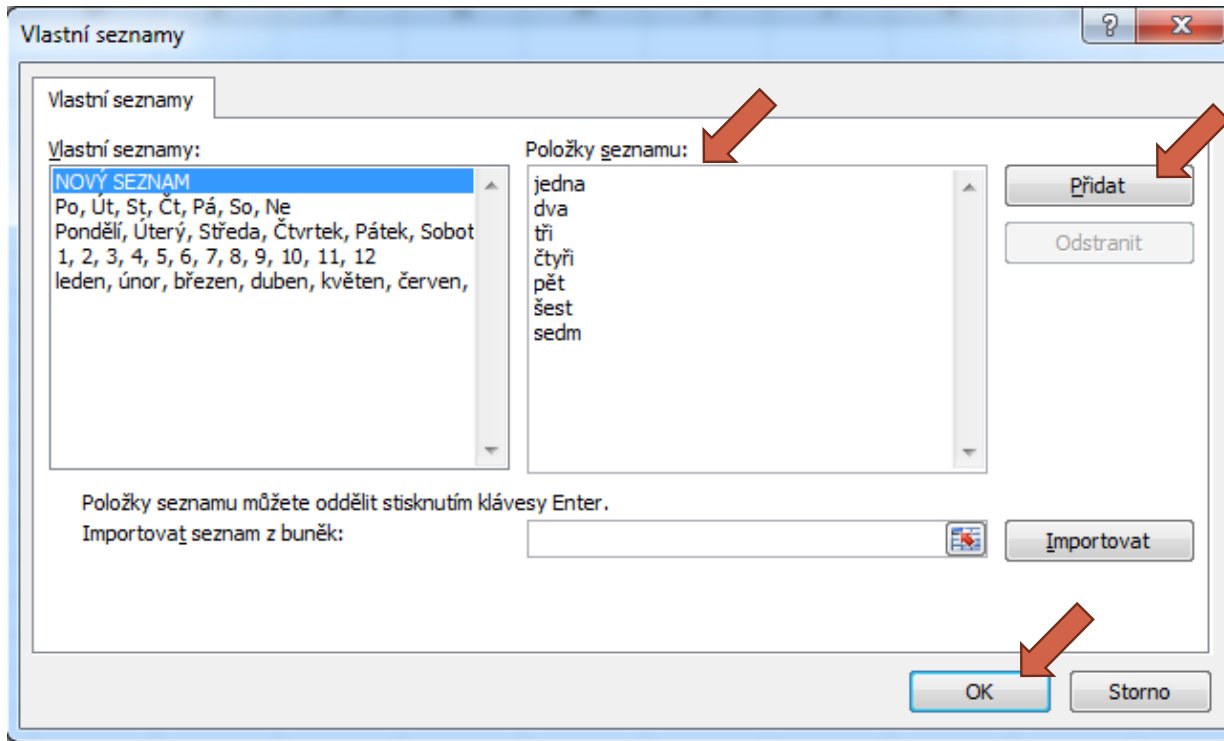 Vlastní seznamy
Vlastní seznamy
Vlastní seznamy:
NOVÝ SEZNAM
Po, Út, St, Čt, Pá, So, Ne
Pondělí, Úterý, Středa, Čtvrtek, Pátek, Sobot
1, 2, 3, 4, 5, 6, 7, 8, 9, 10, 11, 12
leden, únor, březen, duben, květen, červen,
Položky seznamu:
jedna
dva
tři
čtyři
pět
šest
sedm
Přidat
Odstranit
Položky seznamu můžete oddělit stisknutím klávesy Enter.
Importovat seznam z buněk:
Importovat
OK
Storno